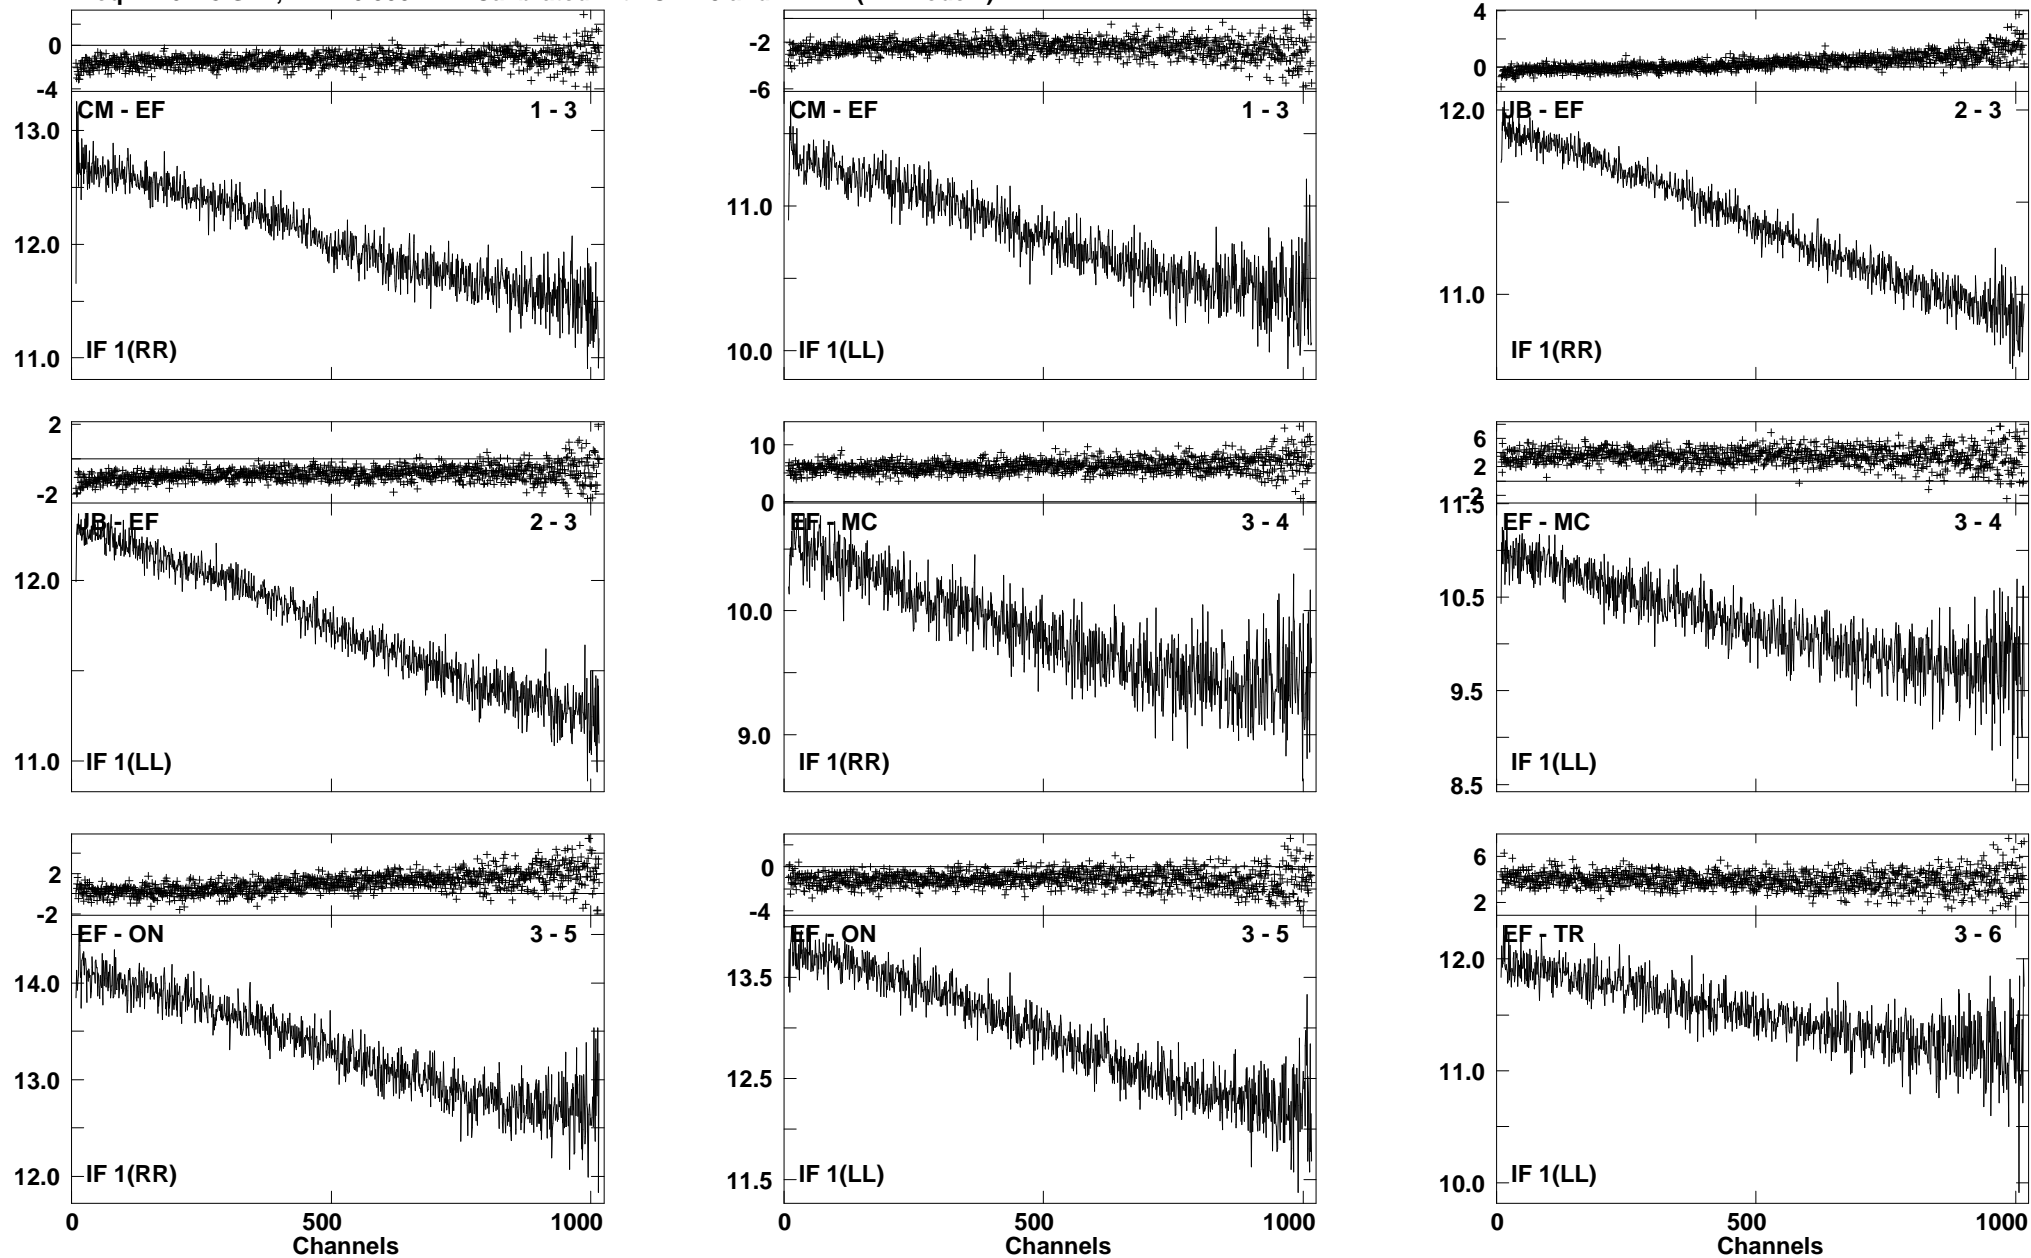 0
-4
CM - EF 1 - 3
13.0
12.0
11.0
IF 1(RR)
-2
-6
CM - EF 1 - 3
11.0
10.0
IF 1(LL)
4
0
JB - EF 2 - 3
12.0
11.0
IF 1(RR)
2
-2
JB - EF 2 - 3
12.0
11.0
IF 1(LL)
10
0
EF - MC 3 - 4
10.0
9.0
IF 1(RR)
6
2
-2
11.5
EF - MC 3 - 4
10.5
9.5
8.5
IF 1(LL)
2
-2
EF - ON 3 - 5
14.0
13.0
12.0
IF 1(RR)
0 500 1000
Channels
0
-4
EF - ON 3 - 5
13.5
12.5
11.5
IF 1(LL)
0 500 1000
Channels
6
2
EF - TR 3 - 6
12.0
11.0
10.0
IF 1(LL)
0 500 1000
Channels